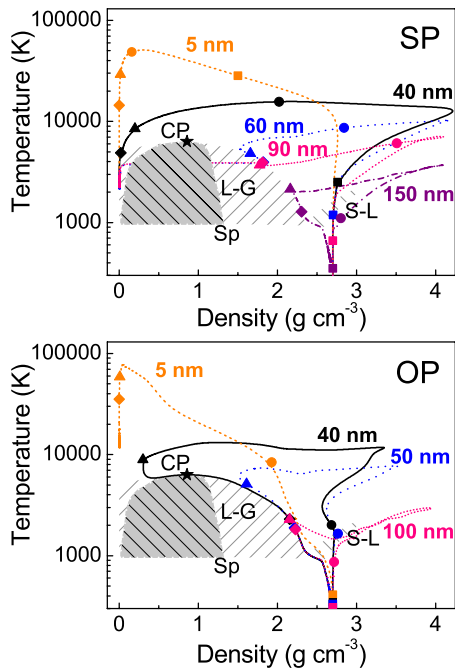 5 nm
SP
100000
40 nm
10000
60 nm
CP
90 nm
L-G
150 nm
1000
S-L
Sp
Temperature (K)
0 1 2 3 4
Density (g cm⁻³)
OP
100000
5 nm
40 nm
10000
CP
50 nm
L-G
100 nm
S-L
1000
Sp
Temperature (K)
0 1 2 3 4
Density (g cm⁻³)